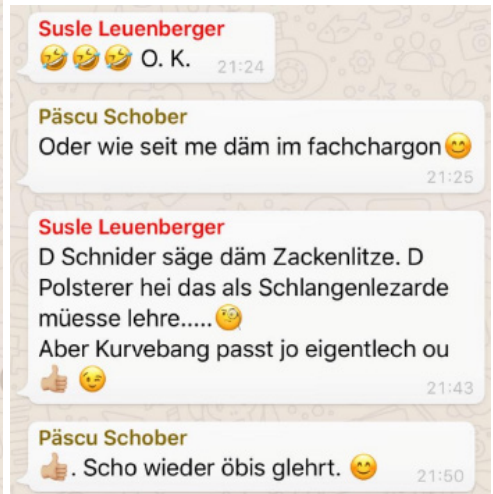 Susle Leuenberger
🤣🤣🤣 O. K. 21:24
Päscu Schober
Oder wie seit me däm im fachchargon😊
21:25
Susle Leuenberger
D Schnider säge däm Zackenlitze. D
Polsterer hei das als Schlangenlezarde
müesse lehre.....🧐
Aber Kurvebang passt jo eigentlech ou
👍🏼 😉 21:43
Päscu Schober
👍🏼. Scho wieder öbis glehrt. 😊 21:50